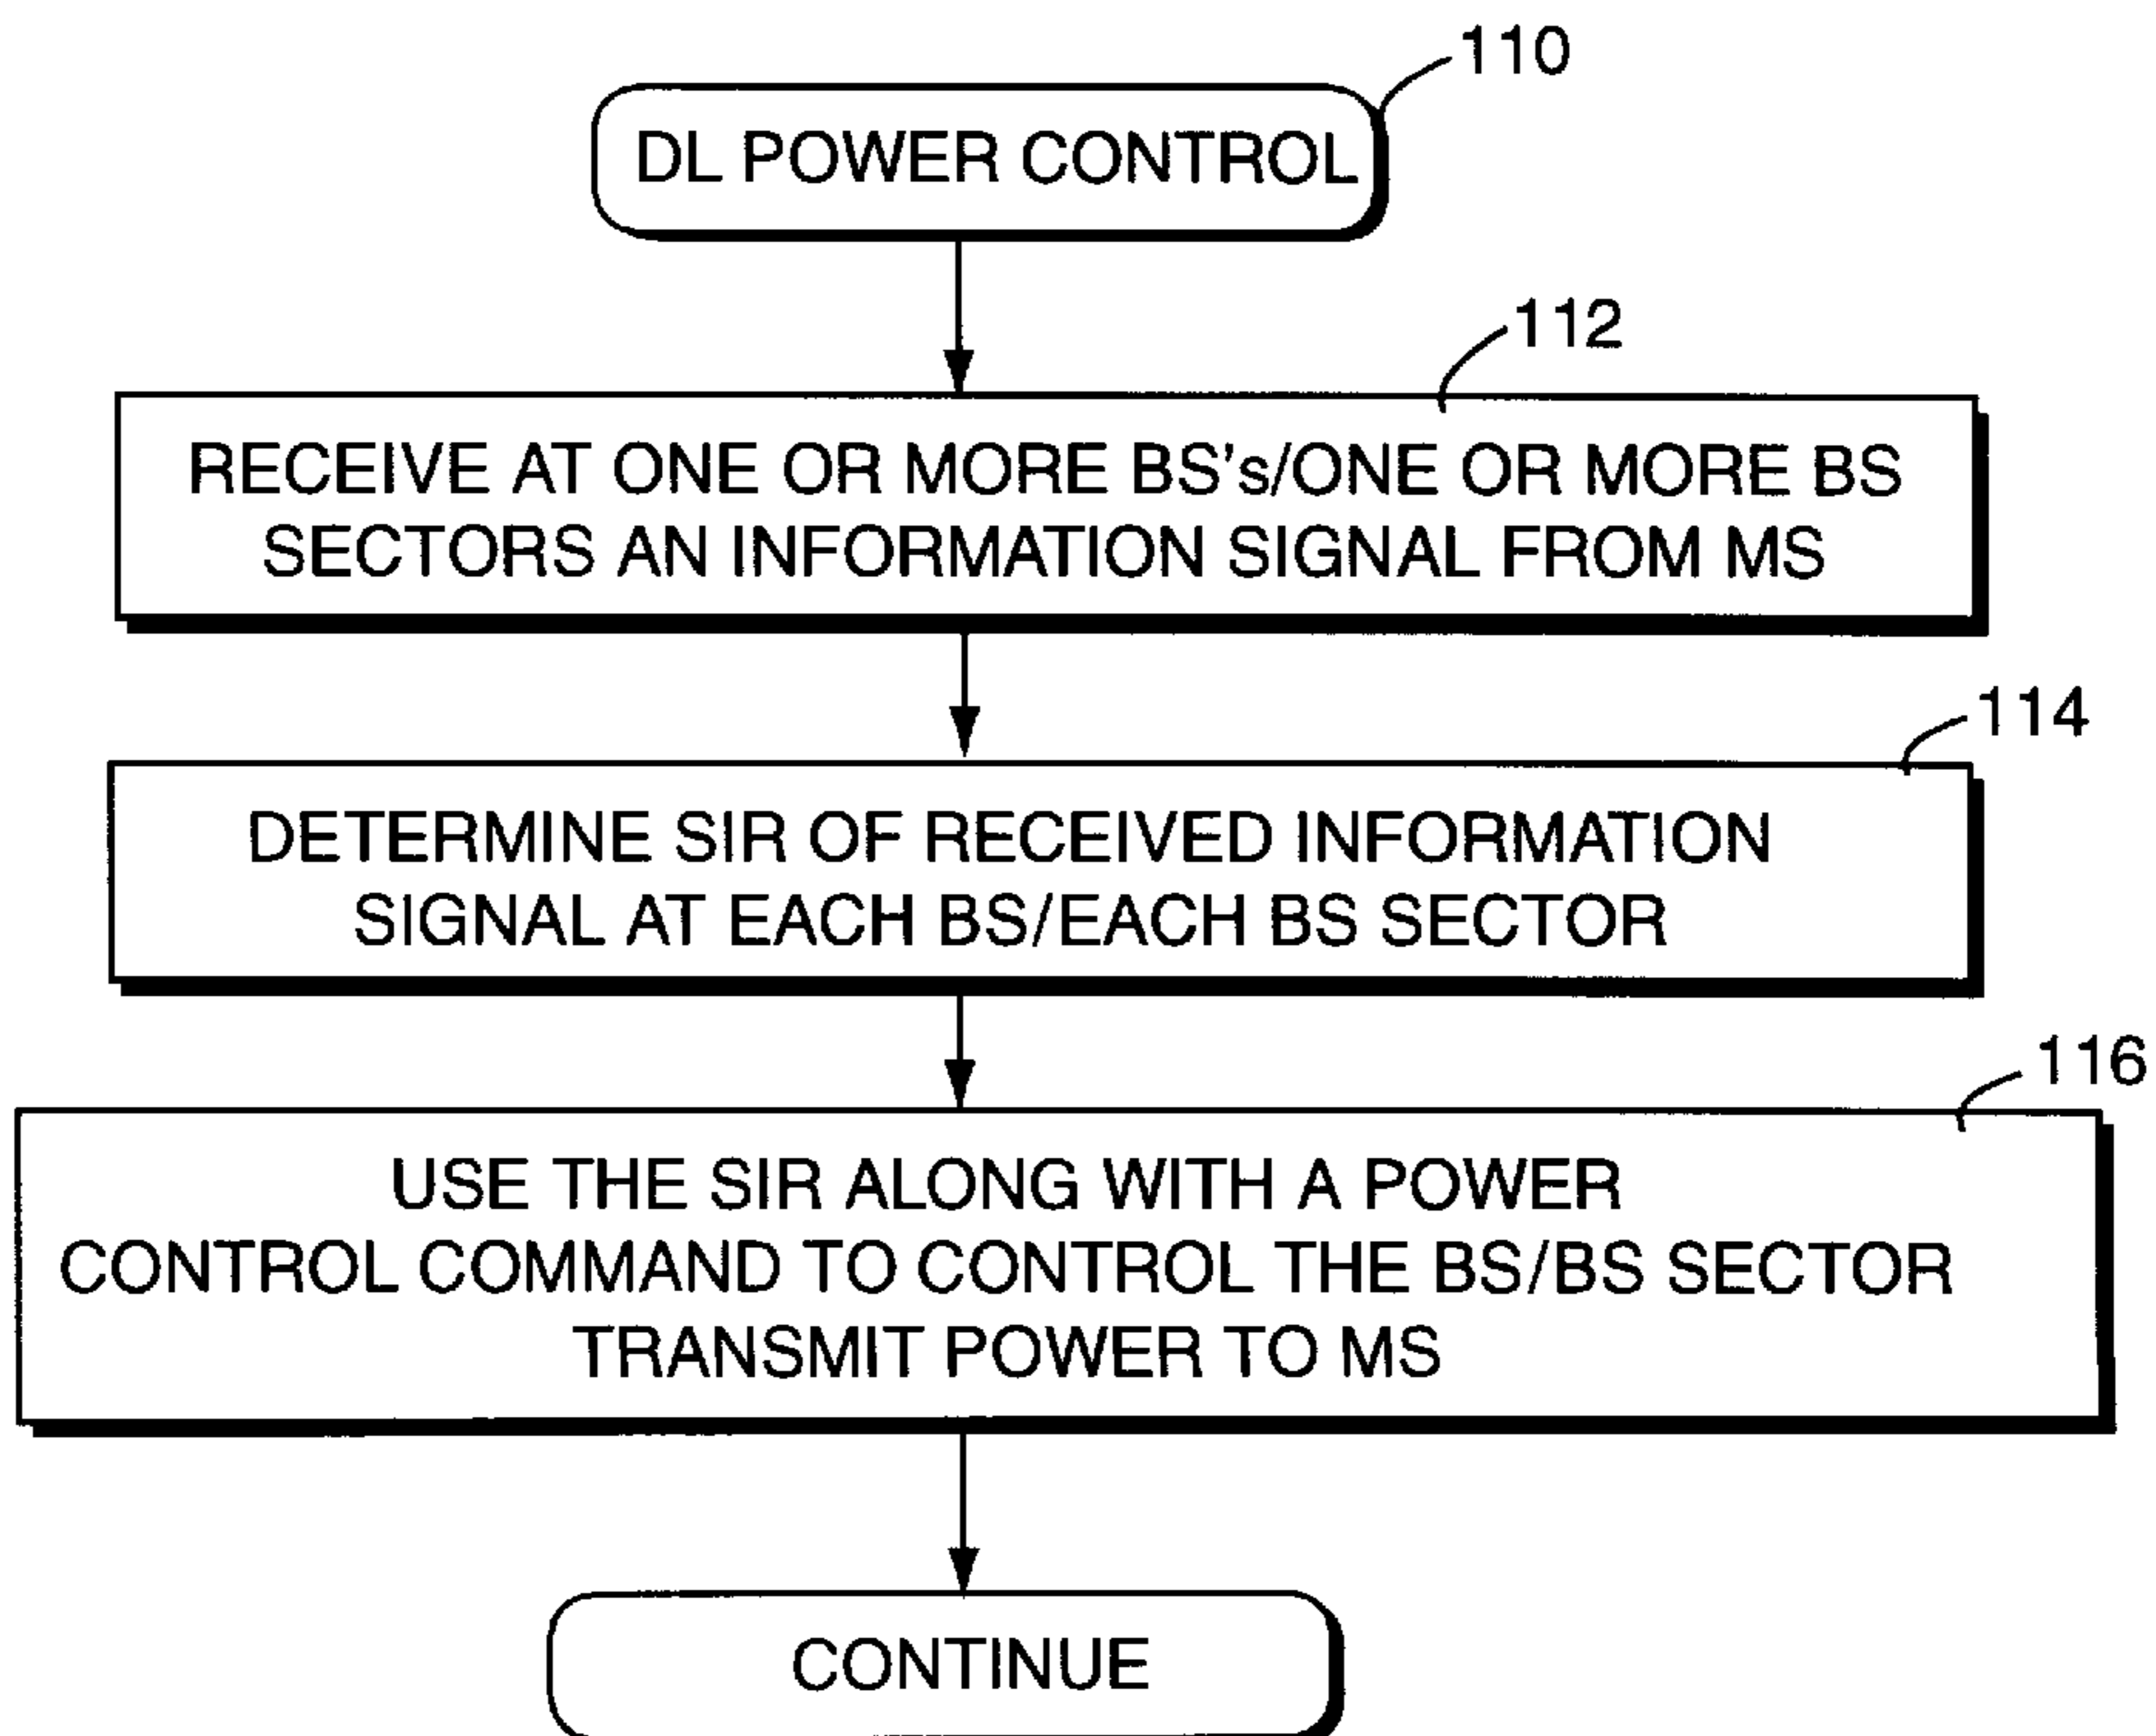 110
DL POWER CONTROL
112
RECEIVE AT ONE OR MORE BS's/ONE OR MORE BS
SECTORS AN INFORMATION SIGNAL FROM MS
114
DETERMINE SIR OF RECEIVED INFORMATION
SIGNAL AT EACH BS/EACH BS SECTOR
116
USE THE SIR ALONG WITH A POWER
CONTROL COMMAND TO CONTROL THE BS/BS SECTOR
TRANSMIT POWER TO MS
CONTINUE